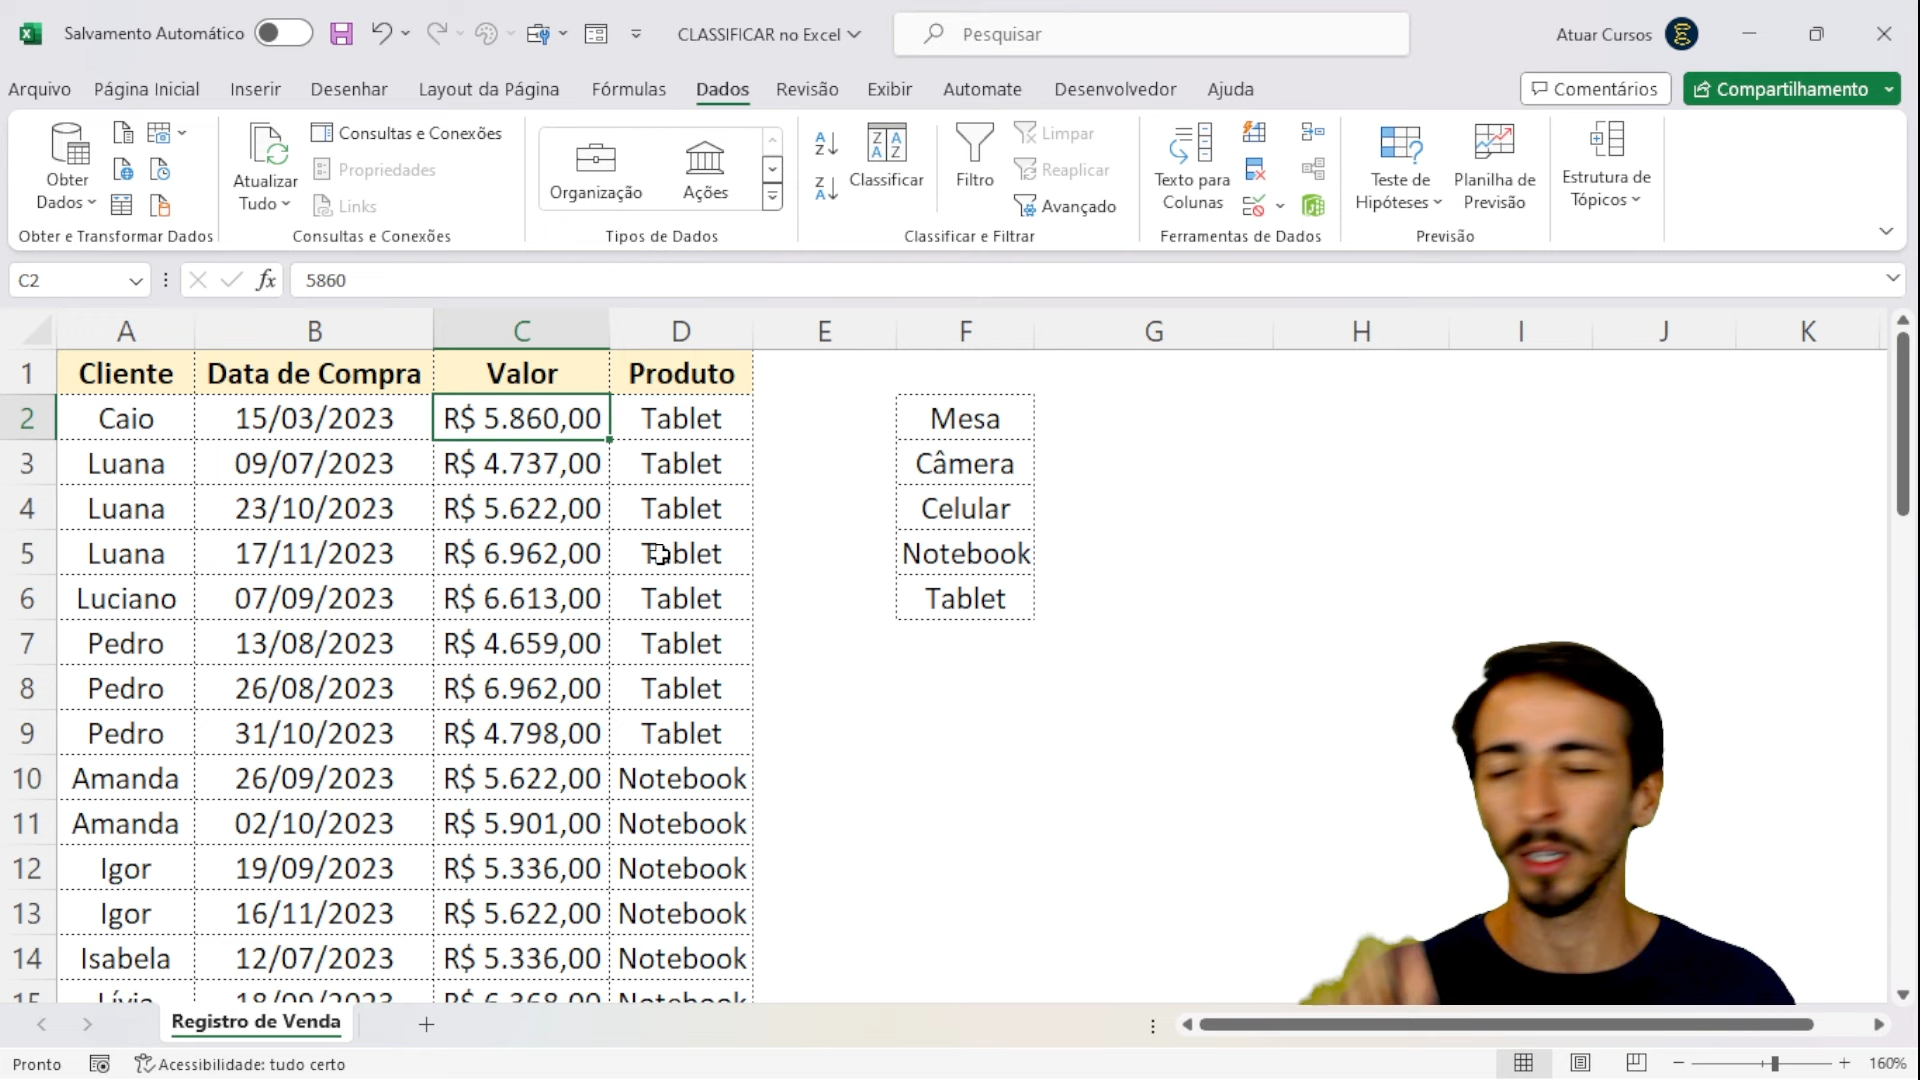 Salvamento Automático
CLASSIFICAR no Excel
Pesquisar
Atuar Cursos
Arquivo Página Inicial Inserir Desenhar Layout da Página Fórmulas Dados Revisão Exibir Automate Desenvolvedor Ajuda
Comentários
Compartilhamento
Obter Dados
Obter e Transformar Dados
Atualizar Tudo
Consultas e Conexões
Propriedades
Links
Consultas e Conexões
Organização
Ações
Tipos de Dados
Classificar
Filtro
Limpar
Reaplicar
Avançado
Classificar e Filtrar
Texto para Colunas
Ferramentas de Dados
Teste de Hipóteses
Planilha de Previsão
Previsão
Estrutura de Tópicos
C2
fx
5860
A B C D E F G H I J K
1 Cliente Data de Compra Valor Produto
2 Caio 15/03/2023 R$ 5.860,00 Tablet Mesa
3 Luana 09/07/2023 R$ 4.737,00 Tablet Câmera
4 Luana 23/10/2023 R$ 5.622,00 Tablet Celular
5 Luana 17/11/2023 R$ 6.962,00 Tablet Notebook
6 Luciano 07/09/2023 R$ 6.613,00 Tablet Tablet
7 Pedro 13/08/2023 R$ 4.659,00 Tablet
8 Pedro 26/08/2023 R$ 6.962,00 Tablet
9 Pedro 31/10/2023 R$ 4.798,00 Tablet
10 Amanda 26/09/2023 R$ 5.622,00 Notebook
11 Amanda 02/10/2023 R$ 5.901,00 Notebook
12 Igor 19/09/2023 R$ 5.336,00 Notebook
13 Igor 16/11/2023 R$ 5.622,00 Notebook
14 Isabela 12/07/2023 R$ 5.336,00 Notebook
15 Lívia 18/09/2023 R$ 6.368,00 Notebook
Registro de Venda
Pronto
Acessibilidade: tudo certo
160%